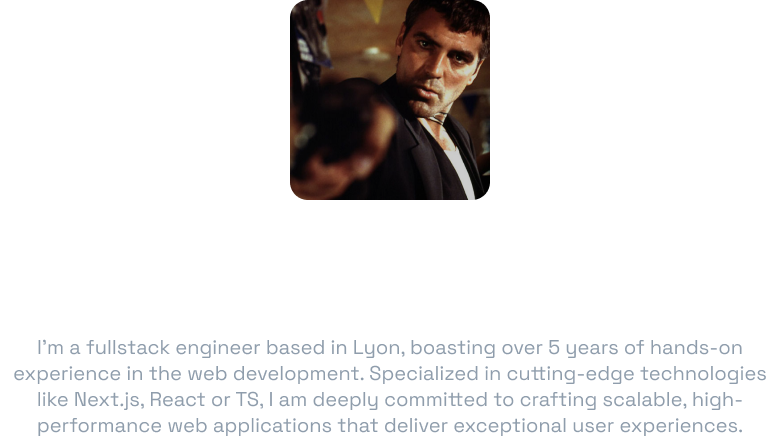 I'm a fullstack engineer based in Lyon, boasting over 5 years of hands-on
experience in the web development. Specialized in cutting-edge technologies
like Next.js, React or TS, I am deeply committed to crafting scalable, high-
performance web applications that deliver exceptional user experiences.